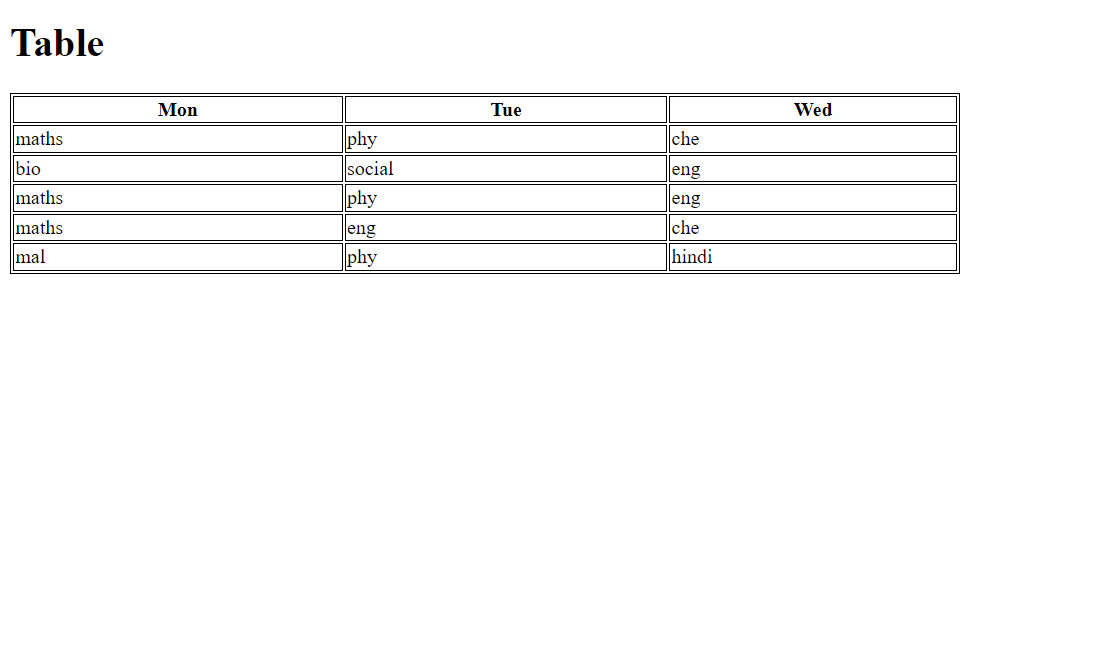 Table
Mon Tue Wed
maths phy che
bio social eng
maths phy eng
maths eng che
mal phy hindi